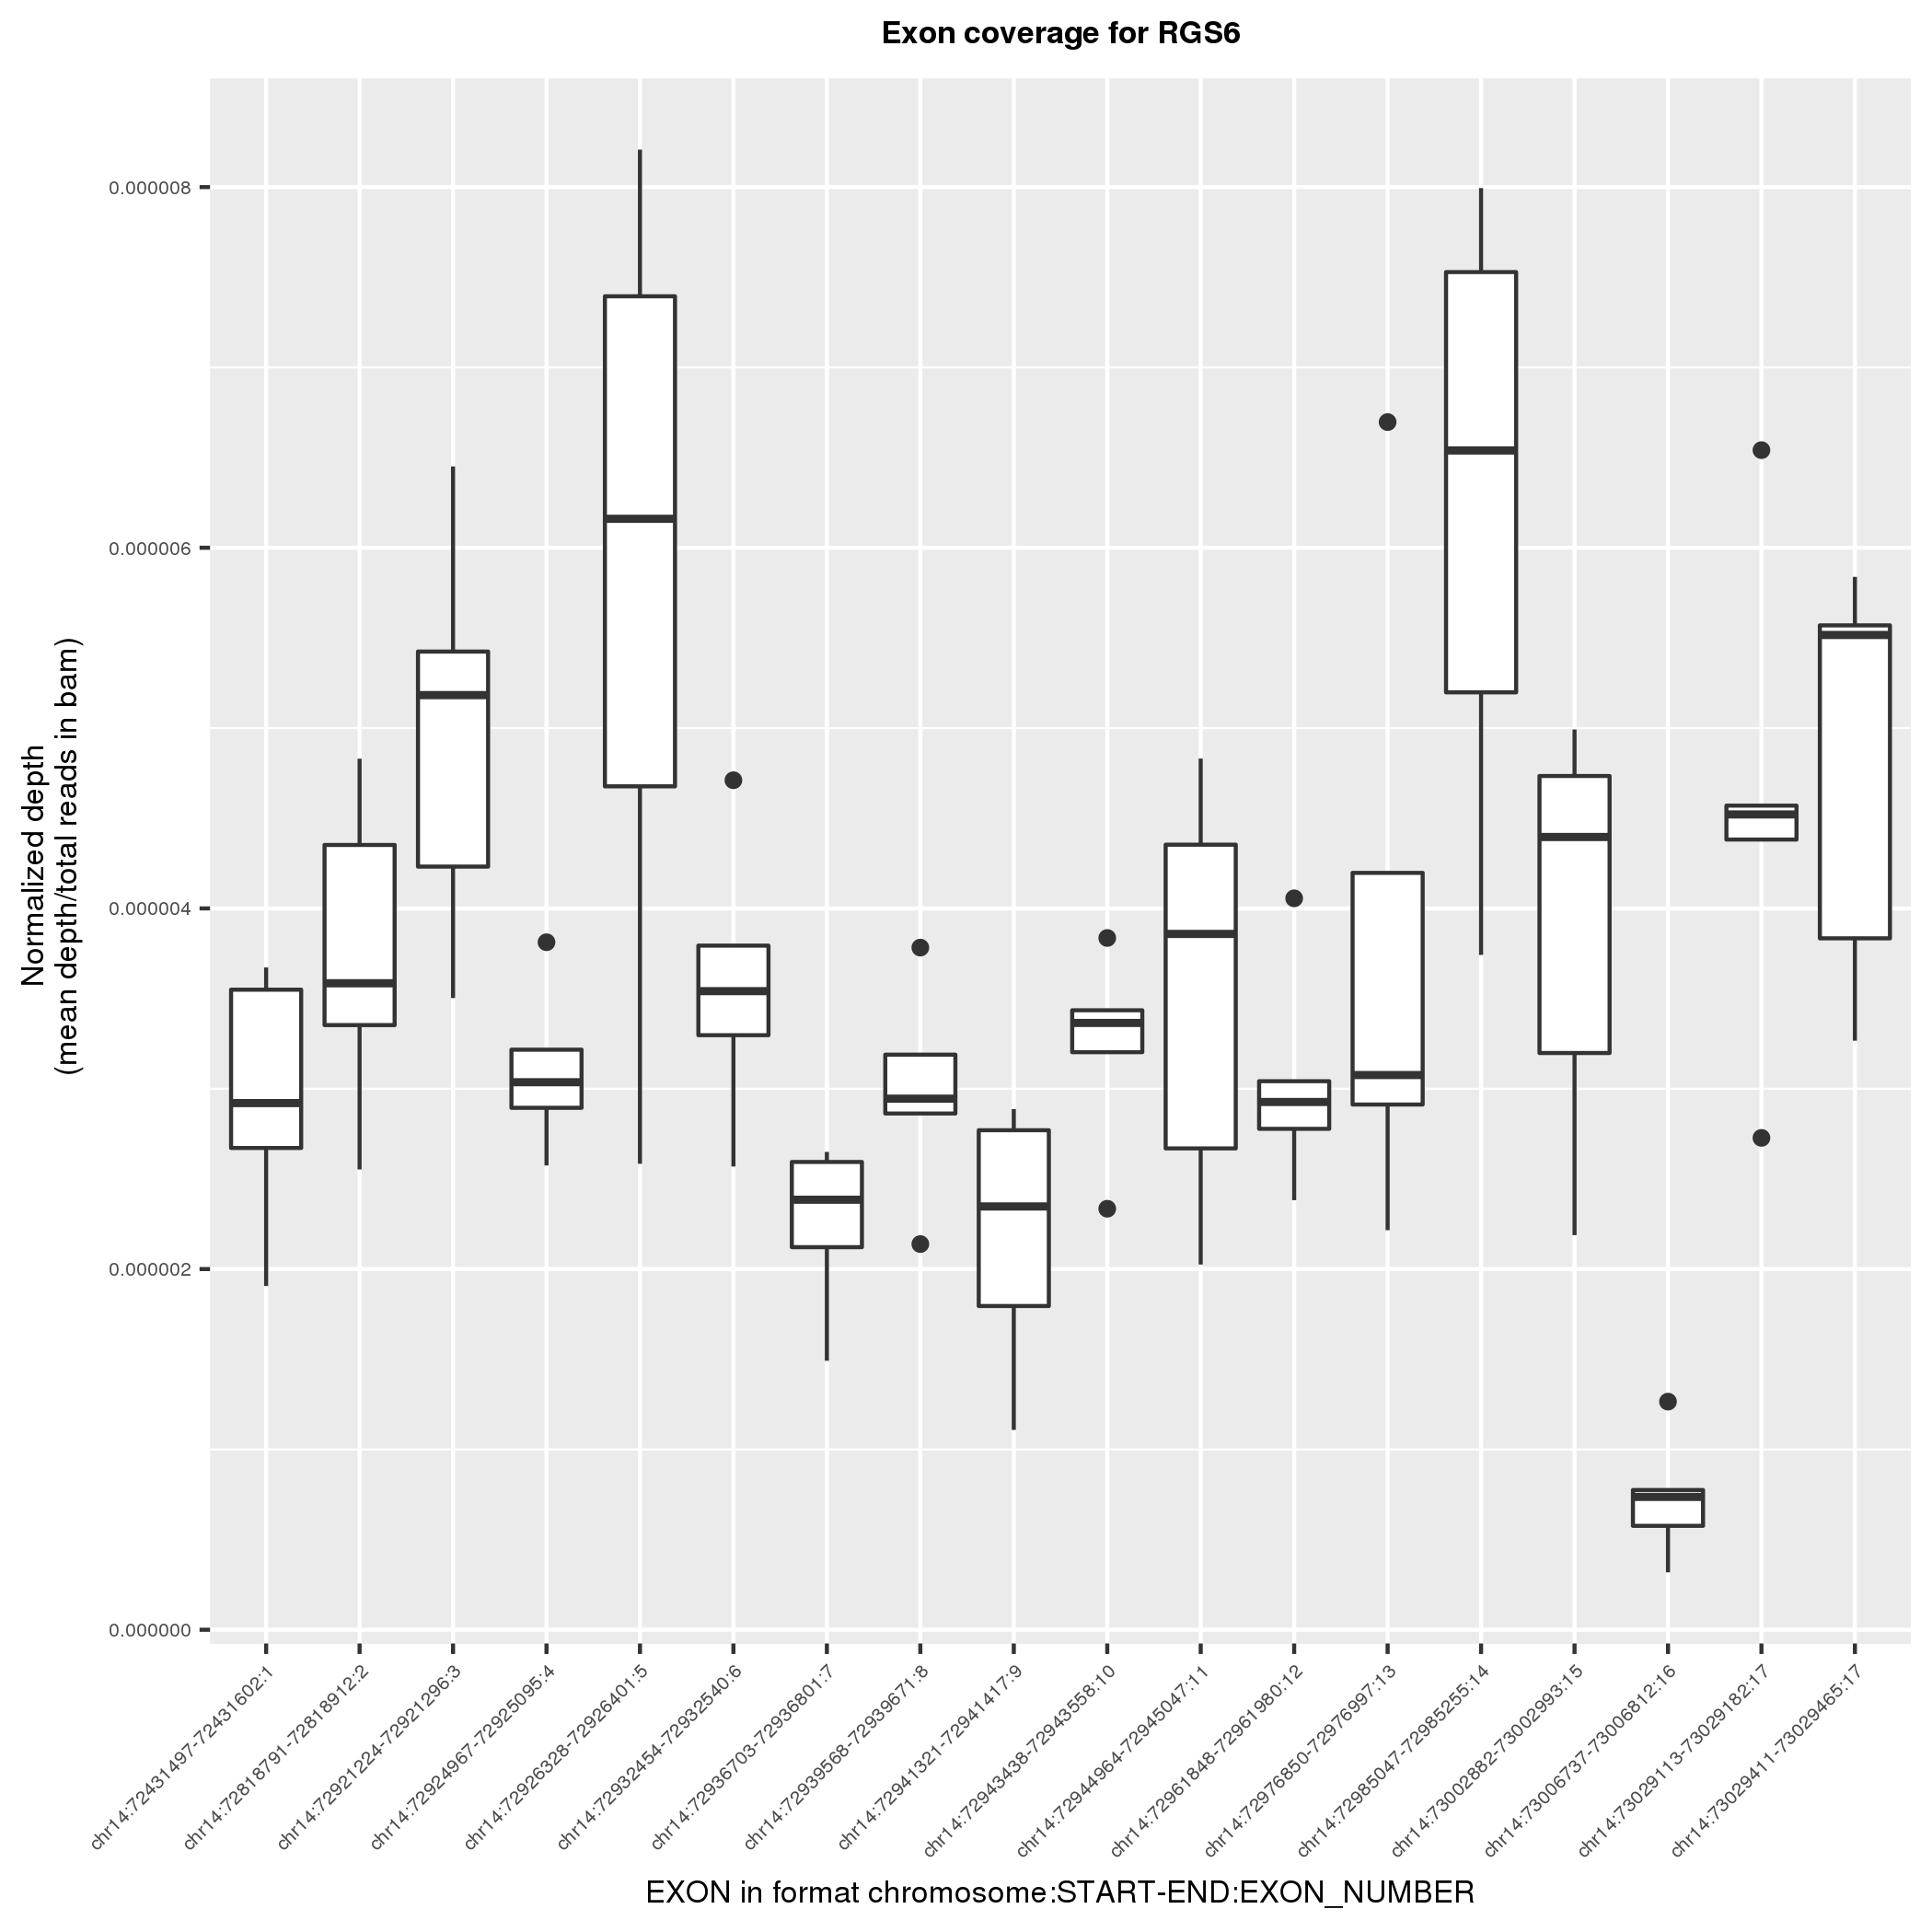 Exon coverage for RGS6
Normalized depth
(mean depth/total reads in bam)
0.000008
0.000006
0.000004
0.000002
0.000000
chr14:72431497-72431602:1
chr14:72818791-72818912:2
chr14:72921224-72921296:3
chr14:72924967-72925095:4
chr14:72926328-72926401:5
chr14:72932454-72932540:6
chr14:72936703-72936801:7
chr14:72939568-72939671:8
chr14:72941321-72941417:9
chr14:72943438-72943558:10
chr14:72944964-72945047:11
chr14:72961848-72961980:12
chr14:72976850-72976997:13
chr14:72985047-72985255:14
chr14:73002882-73002993:15
chr14:73006737-73006812:16
chr14:73029113-73029182:17
chr14:73029411-73029465:17
EXON in format chromosome:START-END:EXON_NUMBER